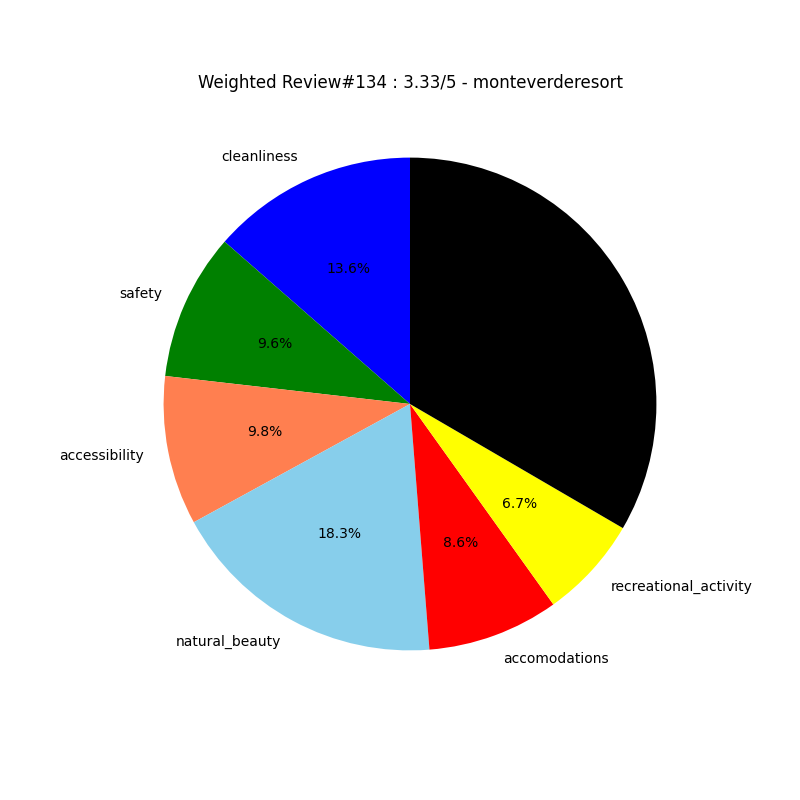 Weighted Review#134 : 3.33/5 - monteverderesort
cleanliness
13.6%
safety
9.6%
accessibility
9.8%
natural_beauty
18.3%
accomodations
8.6%
recreational_activity
6.7%